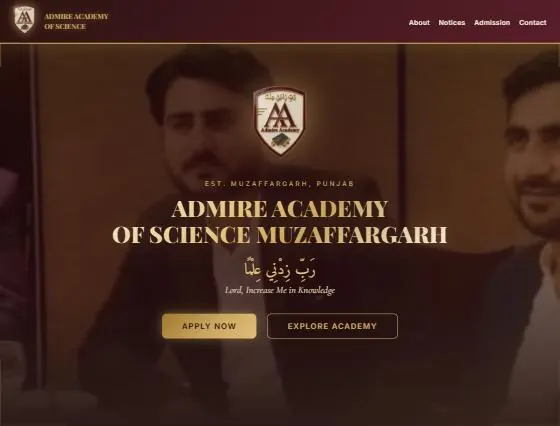 ADMIRE ACADEMY
OF SCIENCE
About Notices Admission Contact
Admire Academy
EST. MUZAFFARGARH, PUNJAB
ADMIRE ACADEMY
OF SCIENCE MUZAFFARGARH
رَبِّ زِدْنِي عِلْمًا
Lord, Increase Me in Knowledge
APPLY NOW EXPLORE ACADEMY